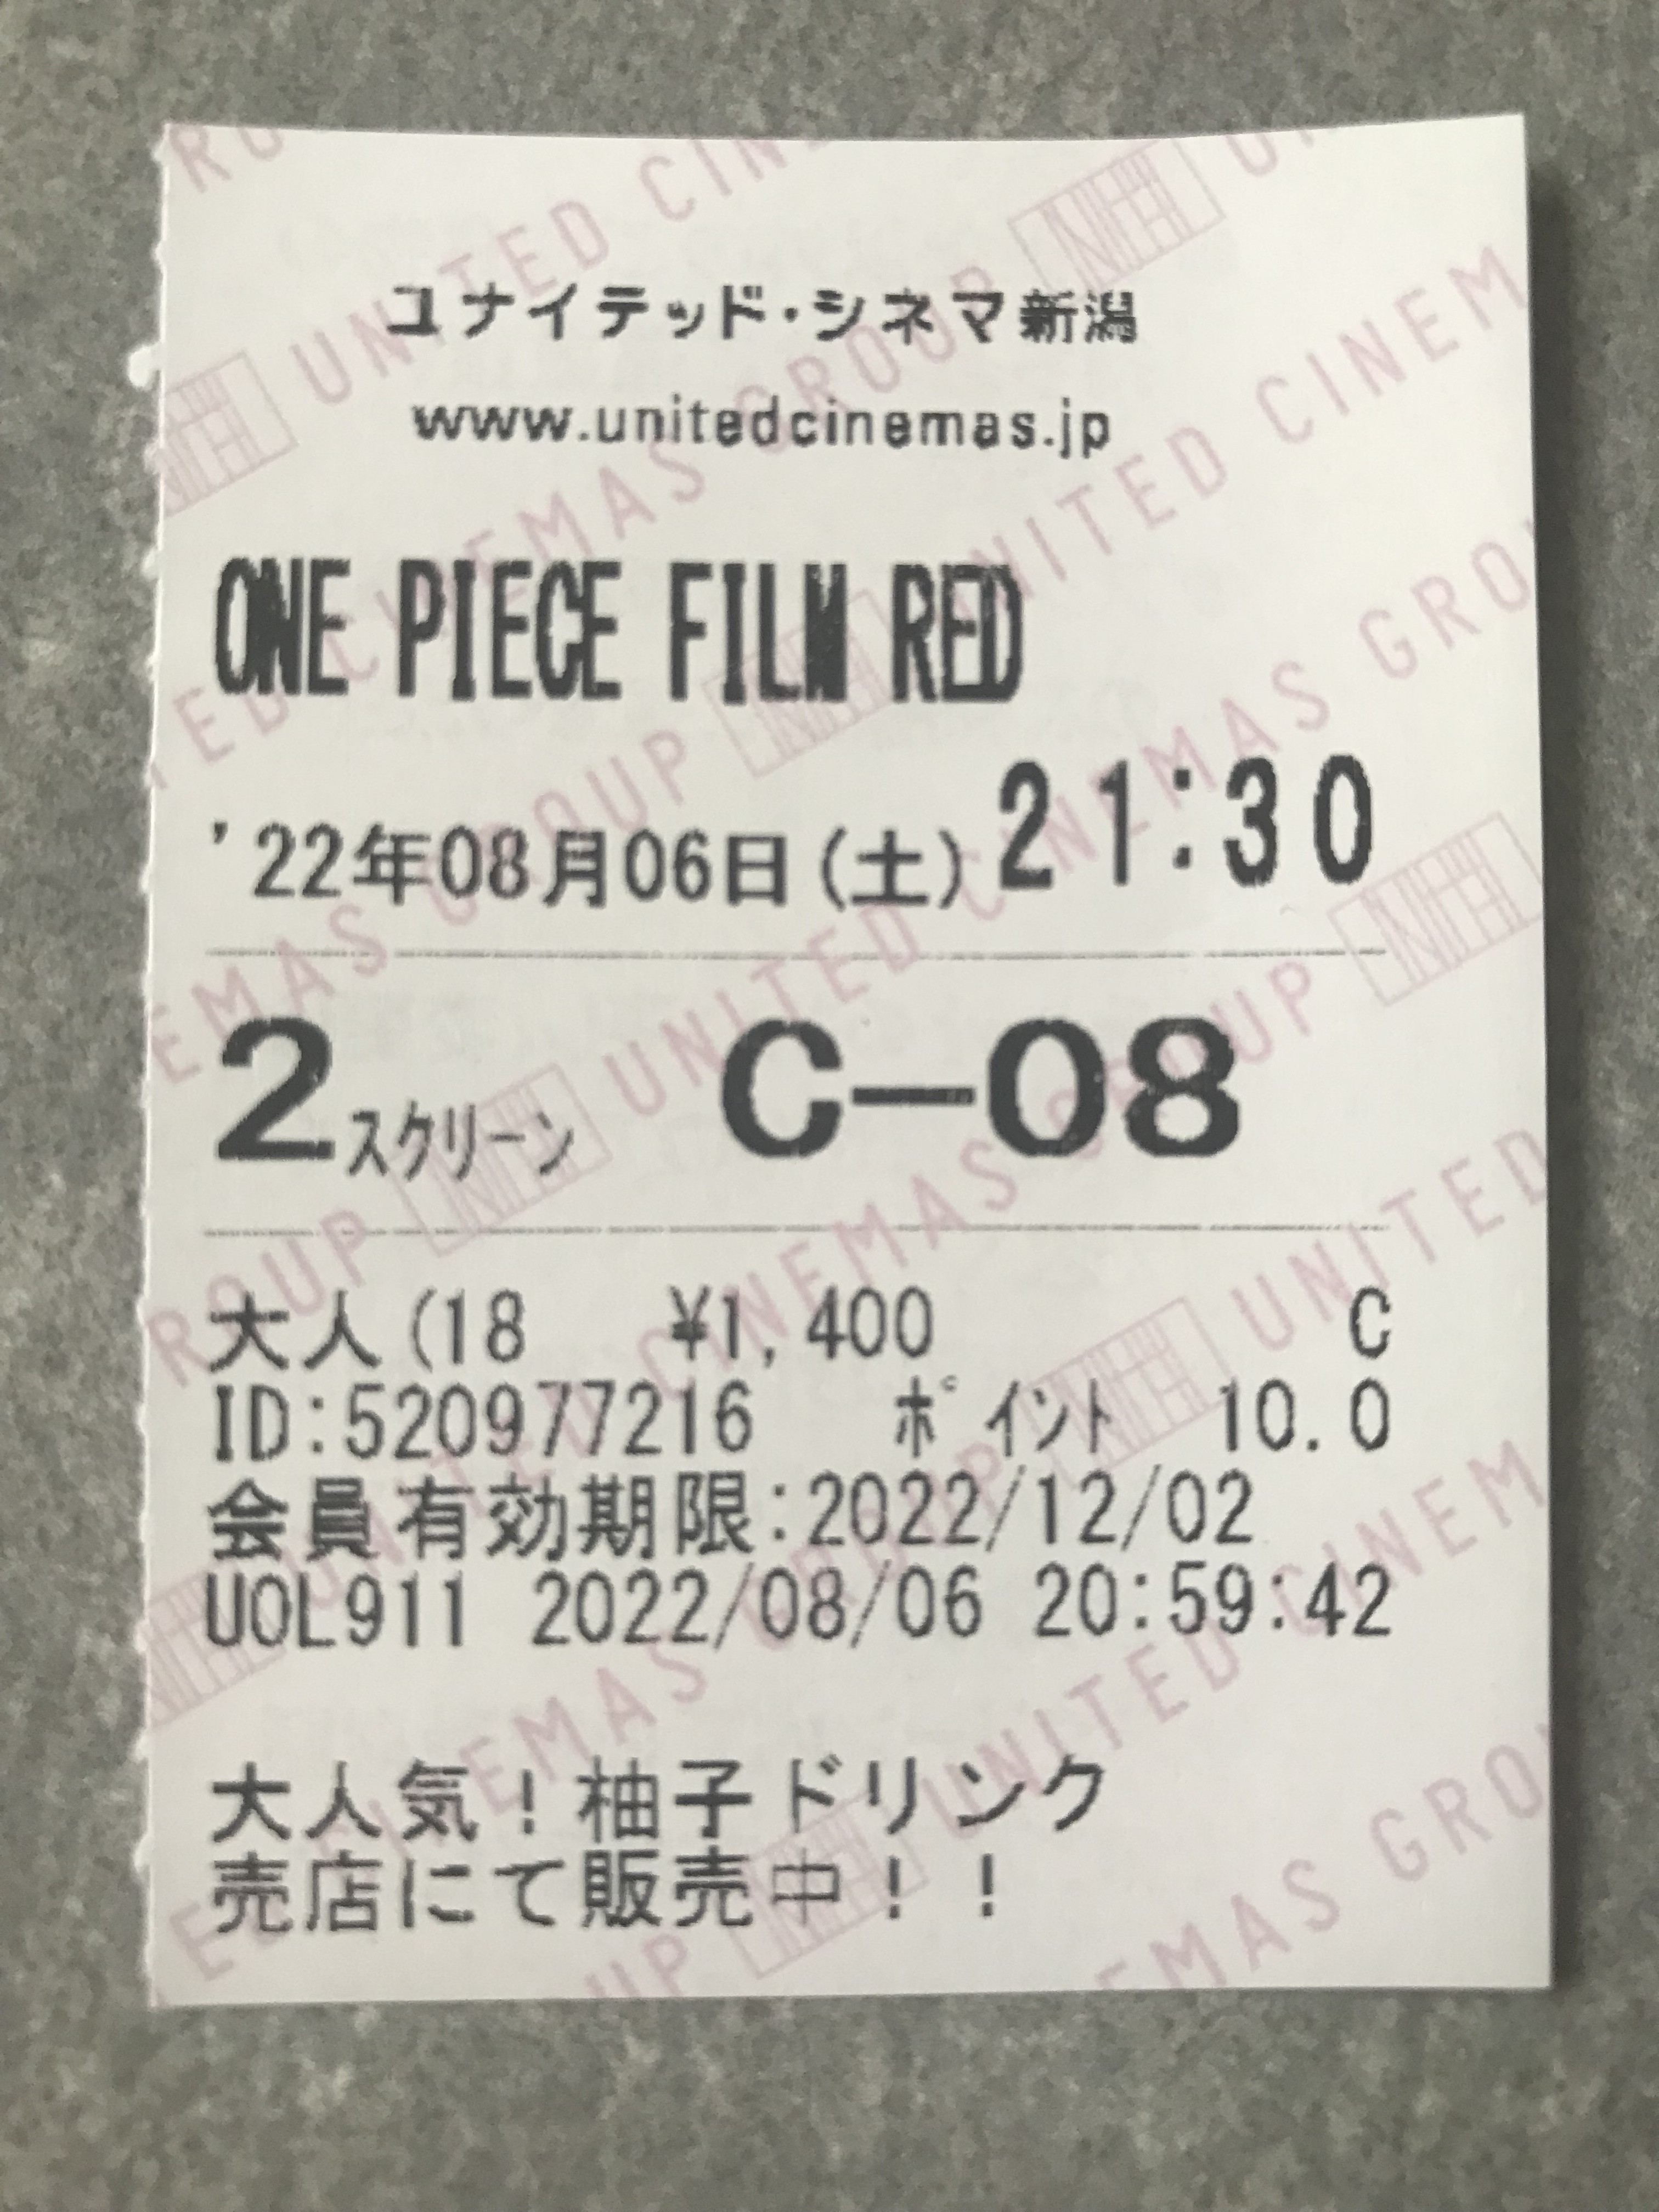 ユナイテッド・シネマ新潟
www.unitedcinemas.jp
ONE PIECE FILM RED
'22年08月06日(土) 21:30
2スクリーン C-08
大人(18 ¥1,400 C
ID:520977216 ﾎﾟｲﾝﾄ 10.0
会員有効期限:2022/12/02
UOL911 2022/08/06 20:59:42
大人気!柚子ドリンク
売店にて販売中!!